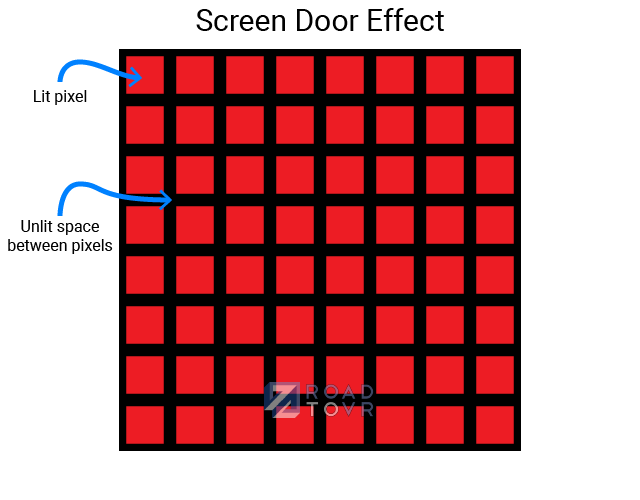 Screen Door Effect
Lit pixel
Unlit space
between pixels
ROAD
TOVR